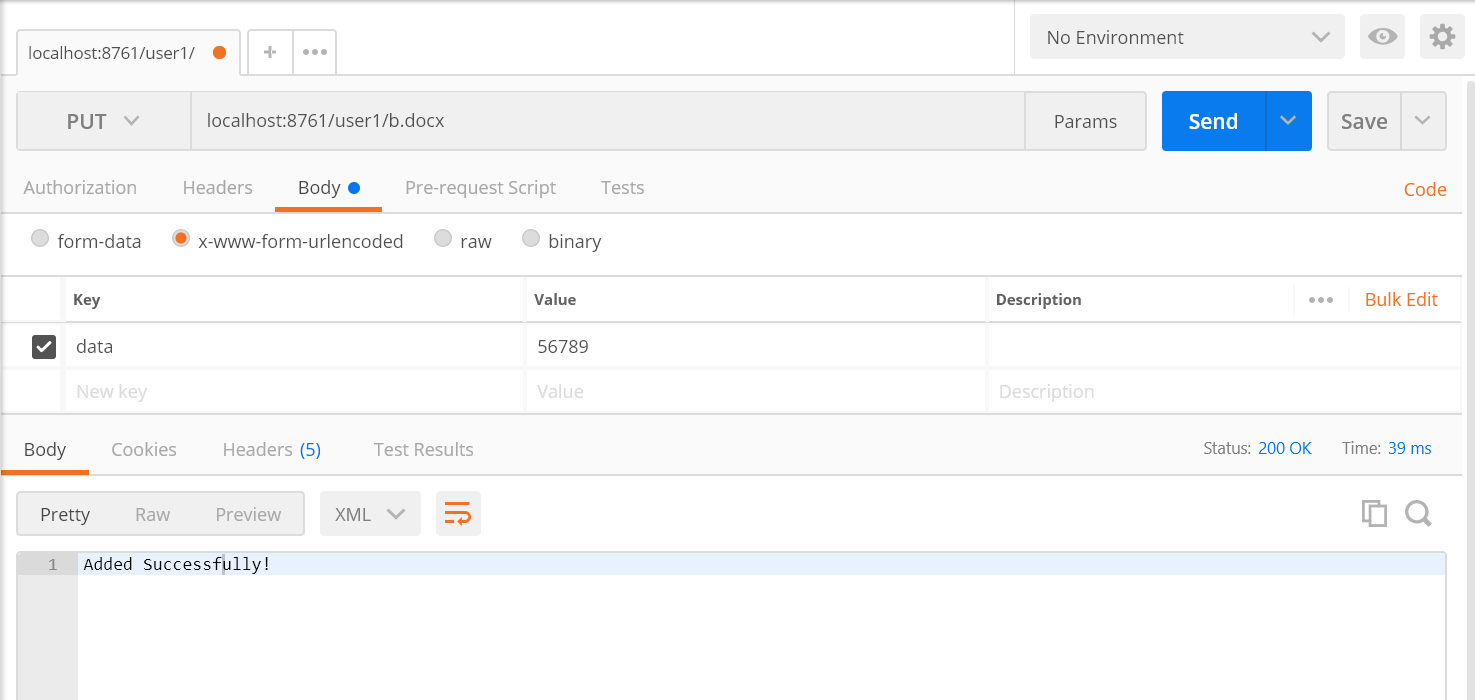 localhost:8761/user1/ No Environment
PUT localhost:8761/user1/b.docx Params Send Save
Authorization Headers Body Pre-request Script Tests Code
form-data x-www-form-urlencoded raw binary
Key Value Description ••• Bulk Edit
data 56789
New key Value Description
Body Cookies Headers (5) Test Results Status: 200 OK Time: 39 ms
Pretty Raw Preview XML
1 Added Successfully!